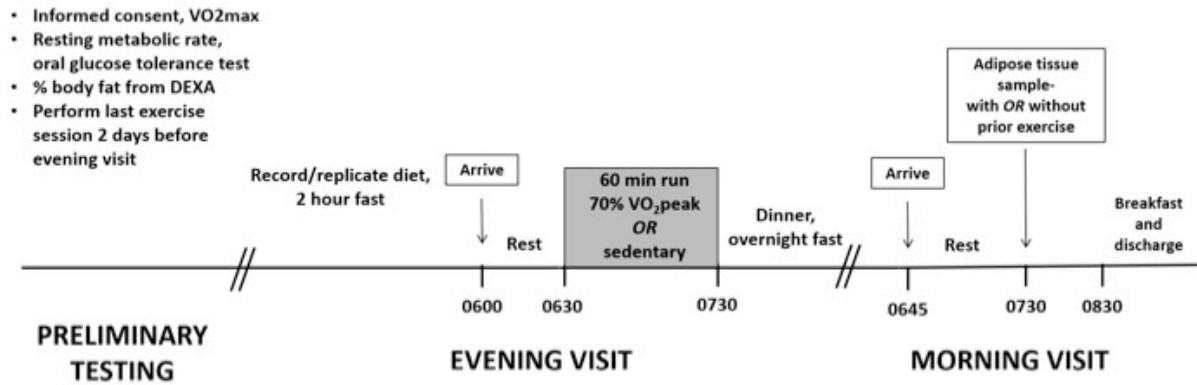 • Informed consent, VO2max
• Resting metabolic rate,
oral glucose tolerance test
• % body fat from DEXA
• Perform last exercise
session 2 days before
evening visit
Record/replicate diet,
2 hour fast
Arrive
Rest
60 min run
70% VO₂peak
OR
sedentary
Dinner,
overnight fast
Arrive
Rest
Adipose tissue
sample-
with OR without
prior exercise
Breakfast
and
discharge
0600
0630
0730
0645
0730
0830
PRELIMINARY
TESTING
EVENING VISIT
MORNING VISIT